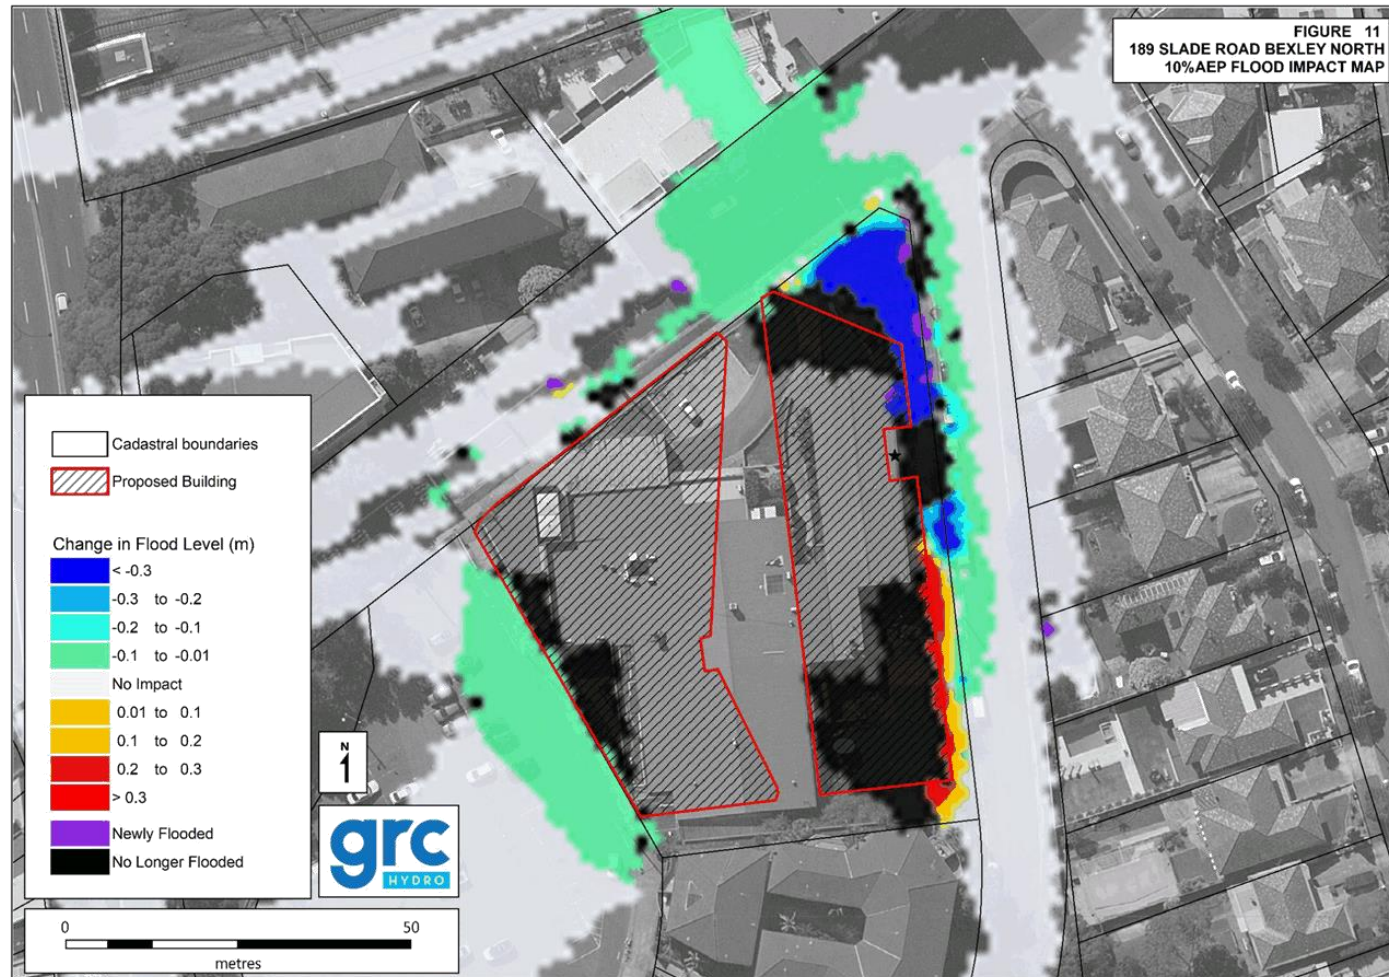 FIGURE 11
189 SLADE ROAD BEXLEY NORTH
10%AEP FLOOD IMPACT MAP
Cadastral boundaries
Proposed Building
Change in Flood Level (m)
< -0.3
-0.3 to -0.2
-0.2 to -0.1
-0.1 to -0.01
No Impact
0.01 to 0.1
0.1 to 0.2
0.2 to 0.3
> 0.3
Newly Flooded
No Longer Flooded
N
grc
HYDRO
0 50
metres